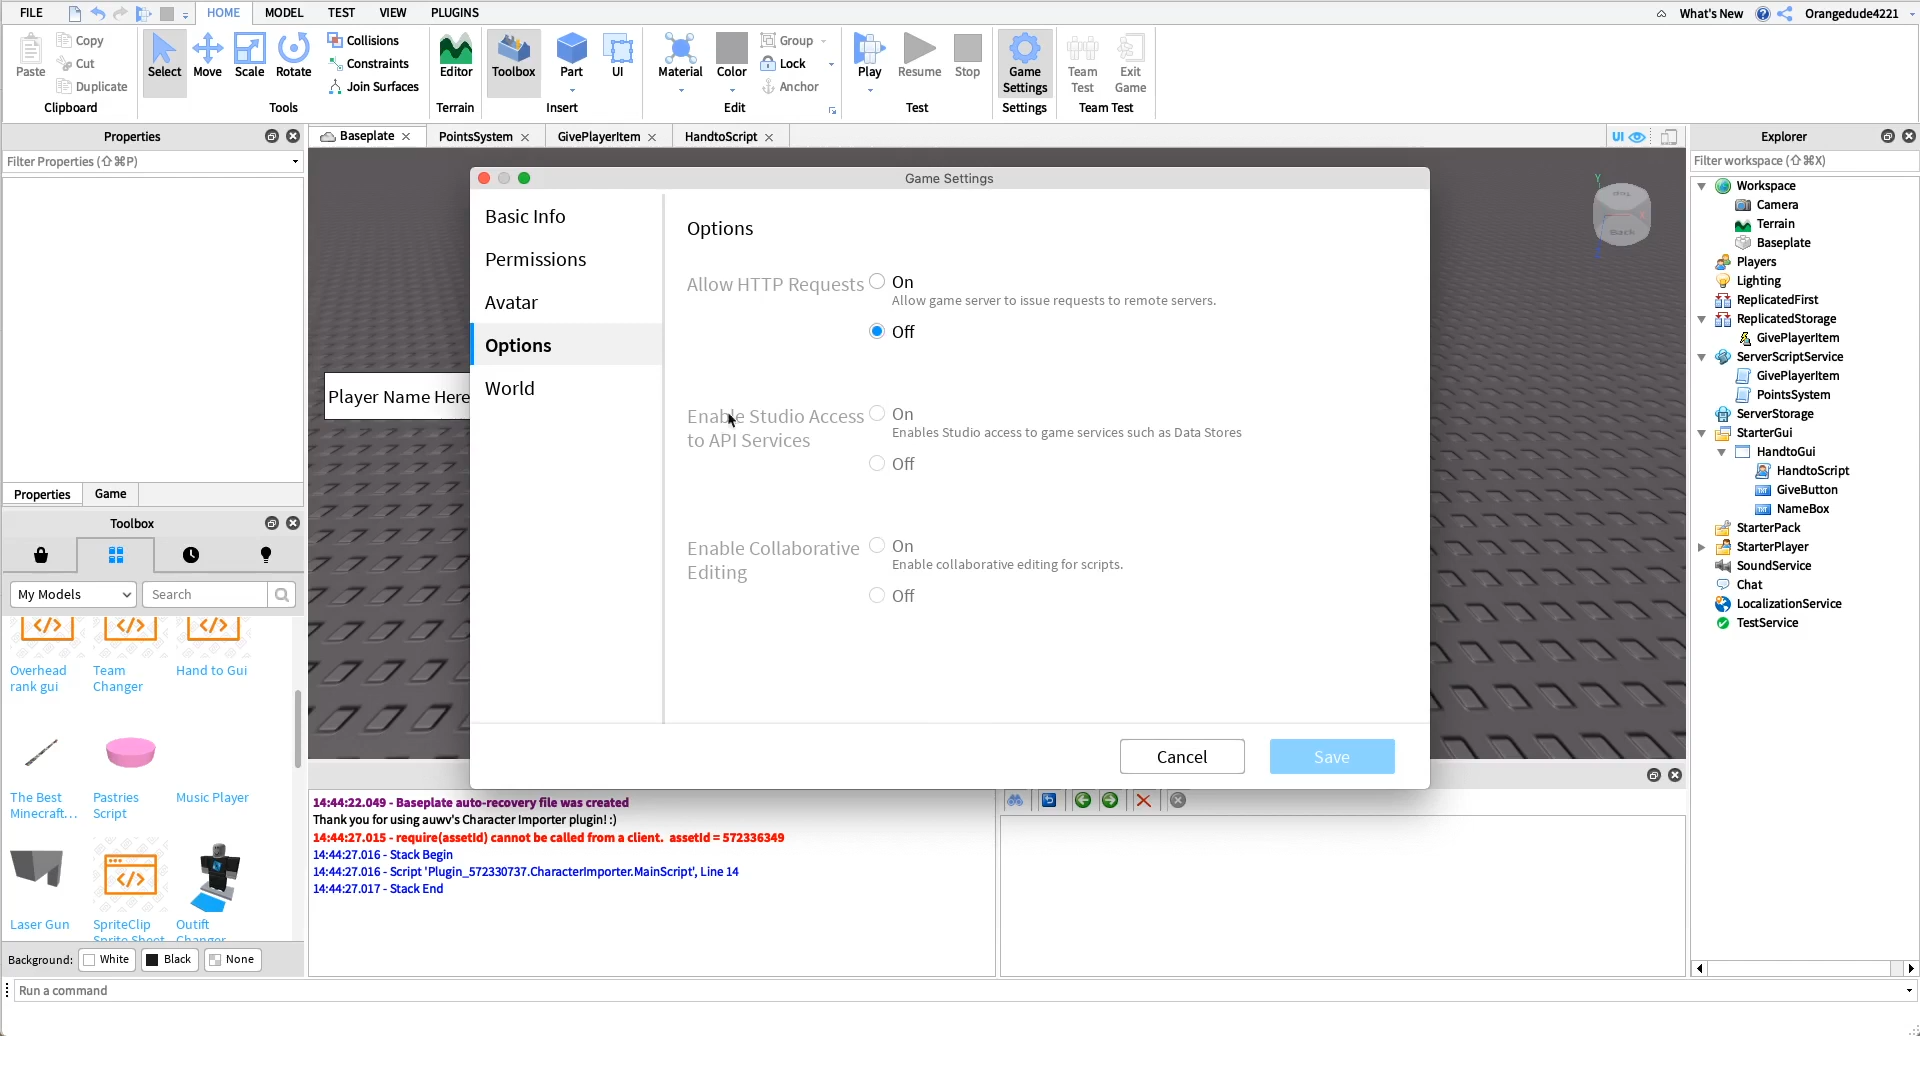 FILE
HOME
MODEL
TEST
VIEW
PLUGINS
What's New
Orangedude4221
Paste
Copy
Cut
Duplicate
Clipboard
Select
Move
Scale
Rotate
Collisions
Constraints
Join Surfaces
Tools
Editor
Terrain
Toolbox
Part
UI
Insert
Material
Color
Group
Lock
Anchor
Edit
Play
Resume
Stop
Test
Game
Settings
Settings
Team
Test
Exit
Game
Team Test
Properties
Filter Properties (⇧⌘P)
Properties
Game
Toolbox
My Models
Search
Overhead
rank gui
Team
Changer
Hand to Gui
The Best
Minecraft...
Pastries
Script
Music Player
Laser Gun
SpriteClip
Sprite Sheet
Outift
Changer
Background:
White
Black
None
Run a command
Baseplate
PointsSystem
GivePlayerItem
HandtoScript
UI
Player Name Here
Y
Back
Game Settings
Basic Info
Permissions
Avatar
Options
World
Options
Allow HTTP Requests
On
Allow game server to issue requests to remote servers.
Off
Enable Studio Access
to API Services
On
Enables Studio access to game services such as Data Stores
Off
Enable Collaborative
Editing
On
Enable collaborative editing for scripts.
Off
Cancel
Save
14:44:22.049 - Baseplate auto-recovery file was created
Thank you for using auwv's Character Importer plugin! :)
14:44:27.015 - require(assetId) cannot be called from a client. assetId = 572336349
14:44:27.016 - Stack Begin
14:44:27.016 - Script 'Plugin_572330737.CharacterImporter.MainScript', Line 14
14:44:27.017 - Stack End
Explorer
Filter workspace (⇧⌘X)
Workspace
Camera
Terrain
Baseplate
Players
Lighting
ReplicatedFirst
ReplicatedStorage
GivePlayerItem
ServerScriptService
GivePlayerItem
PointsSystem
ServerStorage
StarterGui
HandtoGui
HandtoScript
GiveButton
NameBox
StarterPack
StarterPlayer
SoundService
Chat
LocalizationService
TestService